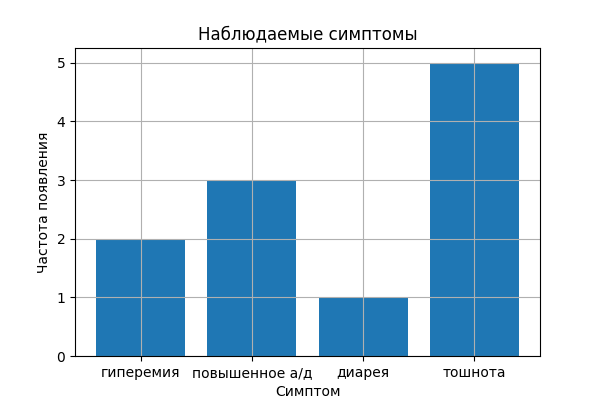 Наблюдаемые симптомы
Частота появления
5
4
3
2
1
0
гиперемия повышенное а/д диарея тошнота
Симптом